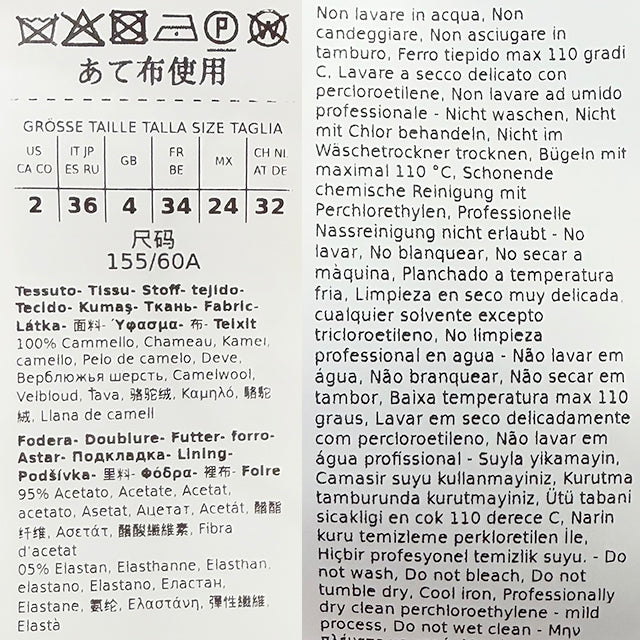 P W
あて布使用
GRÖSSE TAILLE TALLA SIZE TAGLIA
US IT JP GB FR MX CH NL
CA CO ES RU BE AT DE
2 36 4 34 24 32
尺码
155/60A
Tessuto- Tissu- Stoff- tejido-
Tecido- Kumaş- Ткань- Fabric-
Látka- 面料- Ύφασμα- 布- Teixit
100% Cammello, Chameau, Kamel,
camello, Pelo de camelo, Deve,
Верблюжья шерсть, Camelwool,
Velbloud, Ťava, 骆驼绒, Καμηλό, 駱駝
絨, Llana de camell
Fodera- Doublure- Futter- forro-
Astar- Подкладка- Lining-
Podšívka- 里料- Φόδρα- 裡布- Folre
95% Acetato, Acetate, Acetat,
acetato, Asetat, Ацетат, Acetát, 醋酯
纤维, Ασετάτ, 醋酸纖維素, Fibra
d'acetat
05% Elastan, Elasthanne, Elasthan,
elastano, Elastano, Еластан,
Elastane, 氨纶, Ελαστάνη, 彈性纖維,
Elastà
Non lavare in acqua, Non
candeggiare, Non asciugare in
tamburo, Ferro tiepido max 110 gradi
C, Lavare a secco delicato con
percloroetilene, Non lavare ad umido
professionale - Nicht waschen, Nicht
mit Chlor behandeln, Nicht im
Wäschetrockner trocknen, Bügeln mit
maximal 110 °C, Schonende
chemische Reinigung mit
Perchlorethylen, Professionelle
Nassreinigung nicht erlaubt - No
lavar, No blanquear, No secar a
màquina, Planchado a temperatura
fria, Limpieza en seco muy delicada,
cualquier solvente excepto
tricloroetileno, No limpieza
professional en agua - Não lavar em
água, Não branquear, Não secar em
tambor, Baixa temperatura max 110
graus, Lavar em seco delicadamente
com percloroetileno, Não lavar em
água profissional - Suyla yikamayin,
Camasir suyu kullanmayiniz, Kurutma
tamburunda kurutmayiniz, Ütü tabani
sicakligi en cok 110 derece C, Narin
kuru temizleme perkloretilen İle,
Hiçbir profesyonel temizlik suyu. - Do
not wash, Do not bleach, Do not
tumble dry, Cool iron, Professionally
dry clean perchloroethylene - mild
process, Do not wet clean - Μην